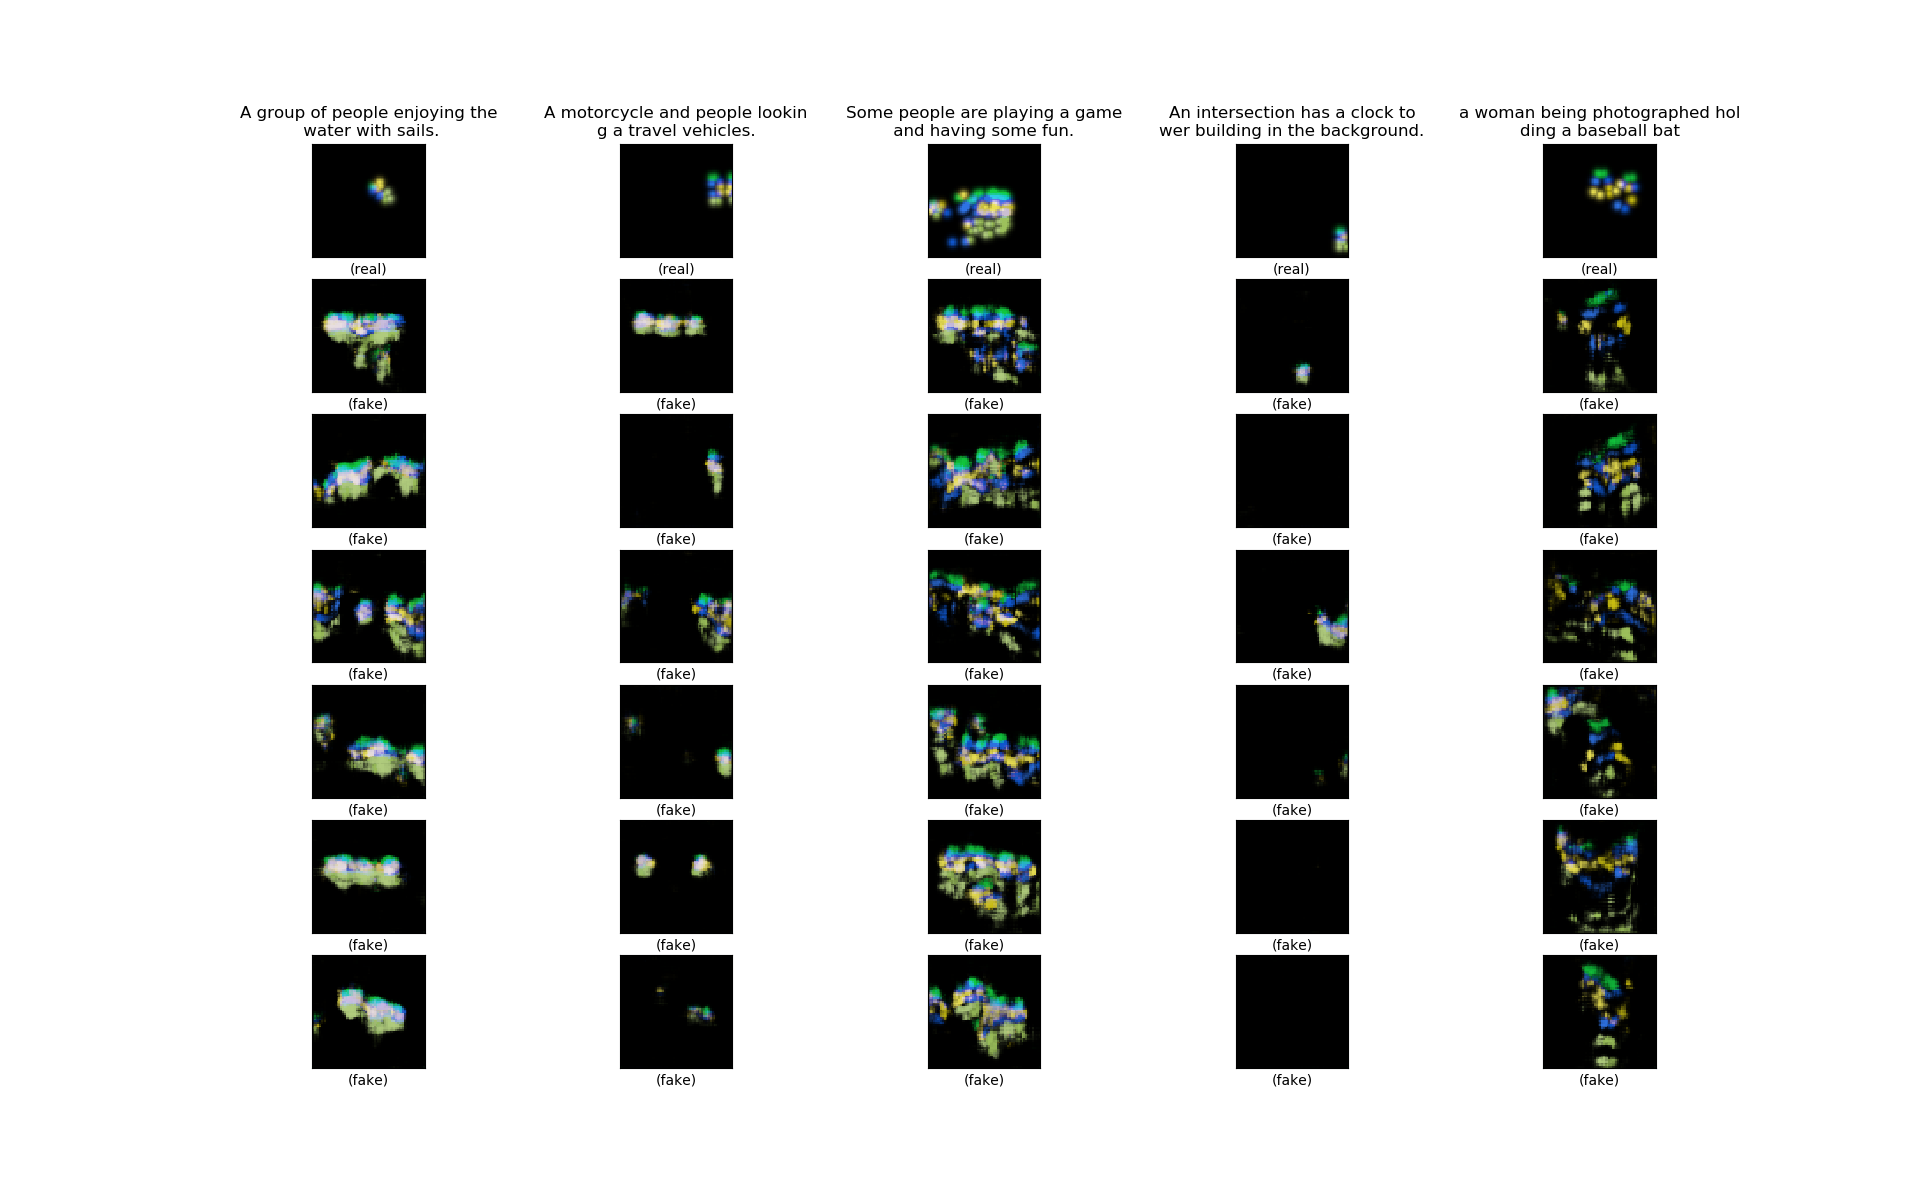 A group of people enjoying the
water with sails.
A motorcycle and people lookin
g a travel vehicles.
Some people are playing a game
and having some fun.
An intersection has a clock to
wer building in the background.
a woman being photographed hol
ding a baseball bat
(real) (real) (real) (real) (real)
(fake) (fake) (fake) (fake) (fake)
(fake) (fake) (fake) (fake) (fake)
(fake) (fake) (fake) (fake) (fake)
(fake) (fake) (fake) (fake) (fake)
(fake) (fake) (fake) (fake) (fake)
(fake) (fake) (fake) (fake) (fake)